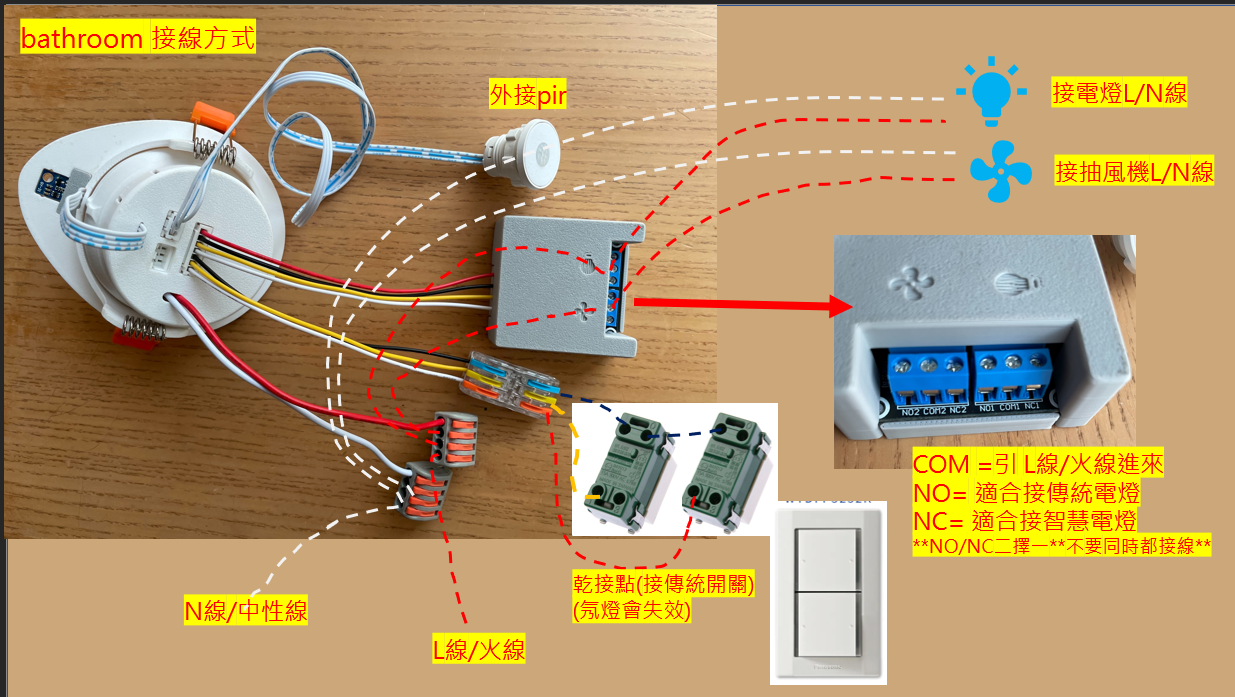 bathroom 接線方式
外接pir
接電燈L/N線
接抽風機L/N線
NO2 COM2 NC2 NO1 COM1 NC1
COM =引 L線/火線進來
NO= 適合接傳統電燈
NC= 適合接智慧電燈
**NO/NC二擇一**不要同時都接線**
乾接點(接傳統開關)
(氖燈會失效)
N線/中性線
L線/火線